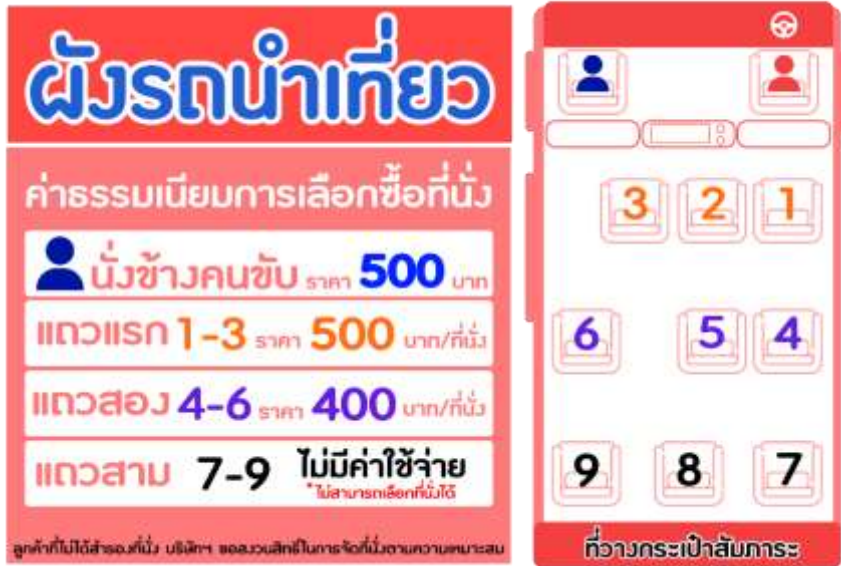 ผังรถนำเที่ยว
ค่าธรรมเนียมการเลือกซื้อที่นั่ง
นั่งข้างคนขับ ราคา 500 บาท
แถวแรก 1-3 ราคา 500 บาท/ที่นั่ง
แถวสอง 4-6 ราคา 400 บาท/ที่นั่ง
แถวสาม 7-9 ไม่มีค่าใช้จ่าย
*ไม่สามารถเลือกที่นั่งได้
ลูกค้าที่ไม่ได้สำรองที่นั่ง บริษัทฯ ขอสงวนสิทธิ์ในการจัดที่นั่งตามความเหมาะสม
3 2 1
6 5 4
9 8 7
ที่วางกระเป๋าสัมภาระ